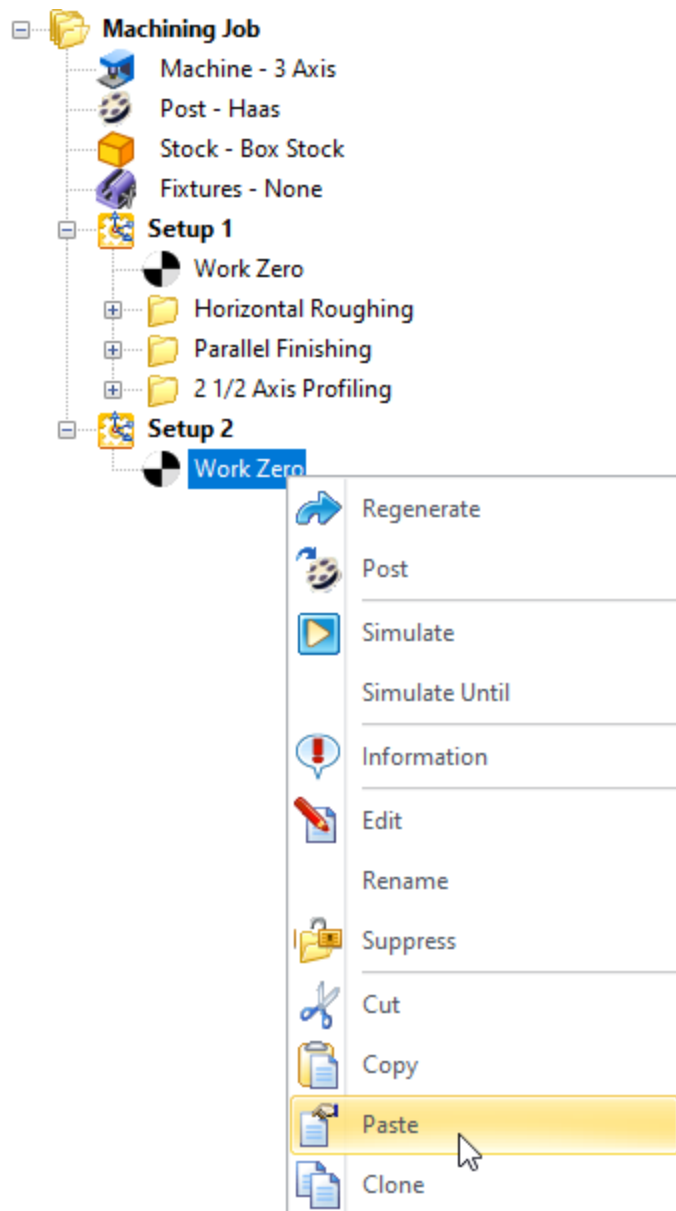 Machining Job
Machine - 3 Axis
Post - Haas
Stock - Box Stock
Fixtures - None
Setup 1
Work Zero
Horizontal Roughing
Parallel Finishing
2 1/2 Axis Profiling
Setup 2
Work Zero
Regenerate
Post
Simulate
Simulate Until
Information
Edit
Rename
Suppress
Cut
Copy
Paste
Clone